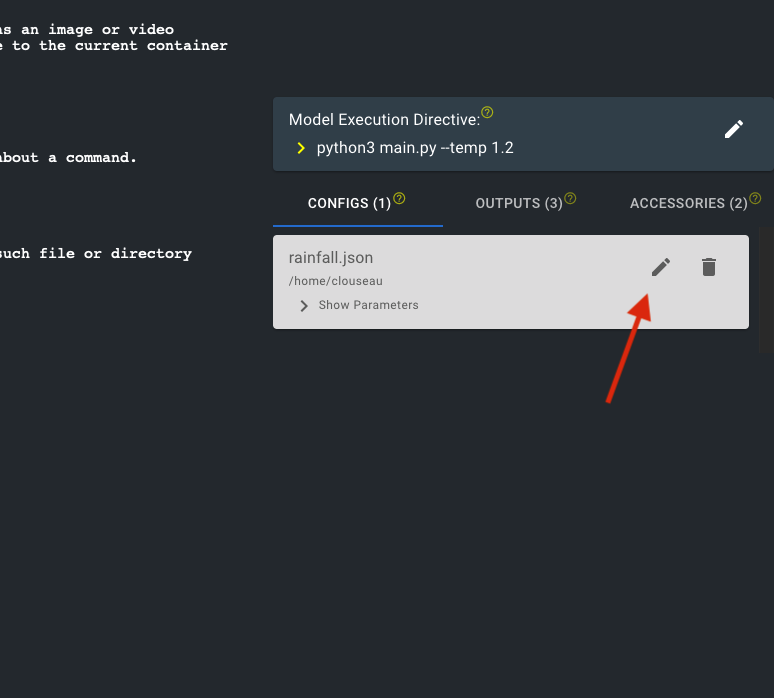 as an image or video
e to the current container
about a command.
such file or directory
Model Execution Directive:
python3 main.py --temp 1.2
CONFIGS (1) OUTPUTS (3) ACCESSORIES (2)
rainfall.json
/home/clouseau
Show Parameters